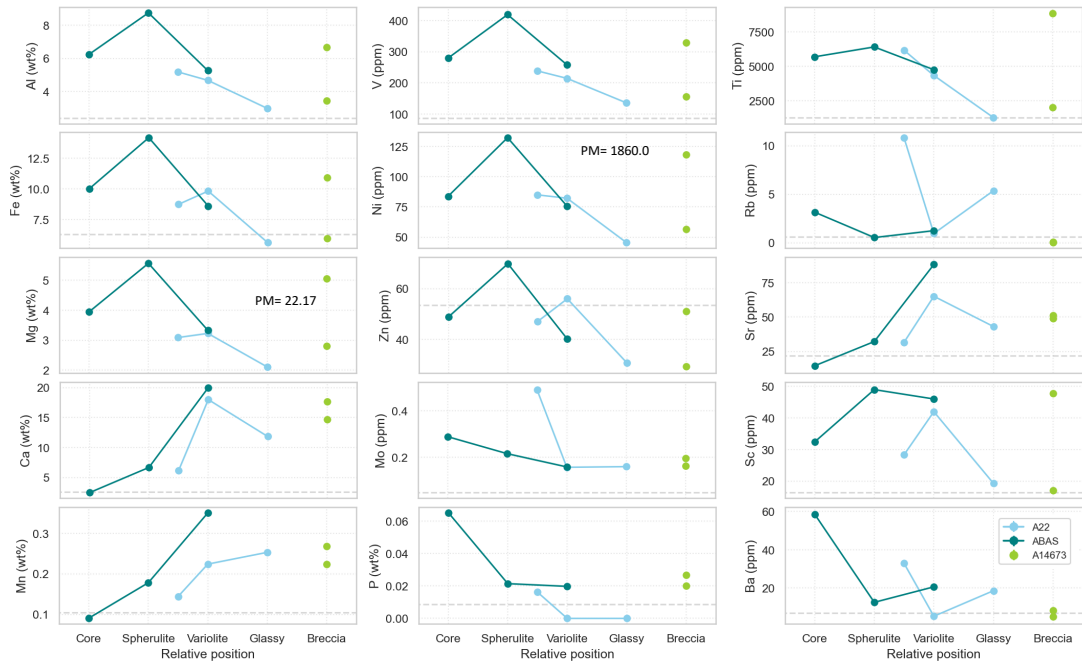 Al (wt%)
8
6
4
V (ppm)
400
300
200
100
Ti (ppm)
7500
5000
2500
Fe (wt%)
12.5
10.0
7.5
Ni (ppm)
125
100
75
50
PM= 1860.0
Rb (ppm)
10
5
0
Mg (wt%)
5
4
3
2
PM= 22.17
Zn (ppm)
60
40
Sr (ppm)
75
50
25
Ca (wt%)
20
15
10
5
Mo (ppm)
0.4
0.2
Sc (ppm)
50
40
30
20
Mn (wt%)
0.3
0.2
0.1
Core Spherulite Variolite Glassy Breccia
Relative position
P (wt%)
0.06
0.04
0.02
0.00
Core Spherulite Variolite Glassy Breccia
Relative position
Ba (ppm)
60
40
20
A22
ABAS
A14673
Core Spherulite Variolite Glassy Breccia
Relative position